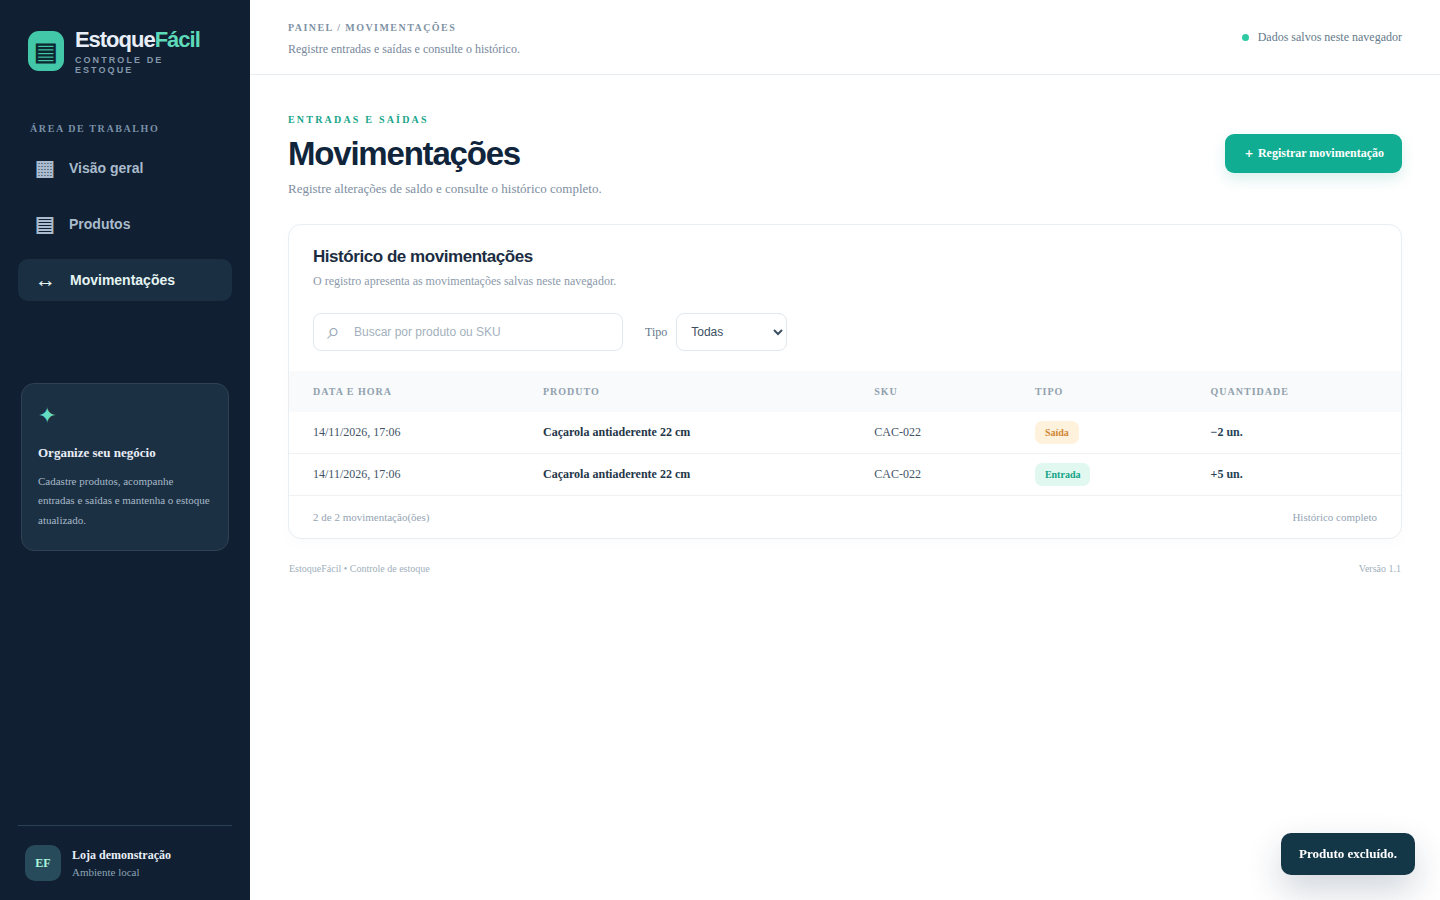 EstoqueFácil
CONTROLE DE
ESTOQUE
ÁREA DE TRABALHO
Visão geral
Produtos
Movimentações
Organize seu negócio
Cadastre produtos, acompanhe
entradas e saídas e mantenha o estoque
atualizado.
EF
Loja demonstração
Ambiente local
PAINEL / MOVIMENTAÇÕES
Registre entradas e saídas e consulte o histórico.
Dados salvos neste navegador
ENTRADAS E SAÍDAS
Movimentações
Registre alterações de saldo e consulte o histórico completo.
+ Registrar movimentação
Histórico de movimentações
O registro apresenta as movimentações salvas neste navegador.
Buscar por produto ou SKU
Tipo
Todas
DATA E HORA PRODUTO SKU TIPO QUANTIDADE
14/11/2026, 17:06 Caçarola antiaderente 22 cm CAC-022 Saída −2 un.
14/11/2026, 17:06 Caçarola antiaderente 22 cm CAC-022 Entrada +5 un.
2 de 2 movimentação(ões)
Histórico completo
EstoqueFácil • Controle de estoque
Versão 1.1
Produto excluído.